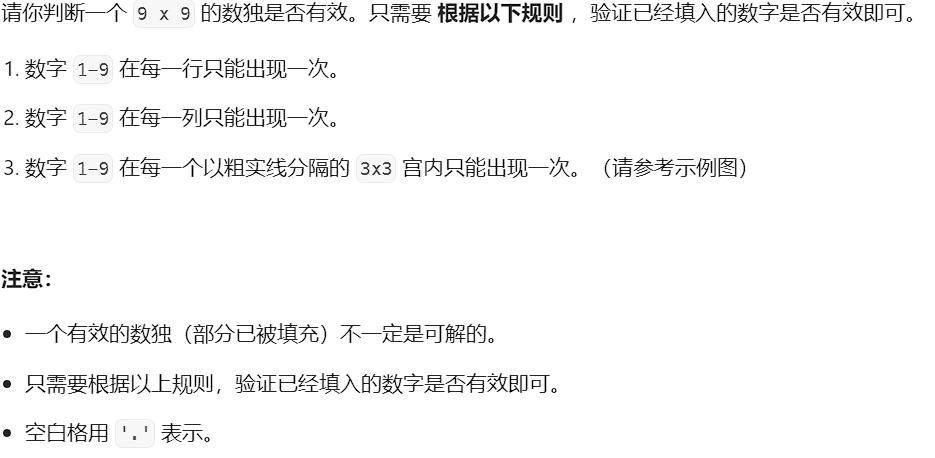 请你判断一个 9 x 9 的数独是否有效。只需要 根据以下规则 ，验证已经填入的数字是否有效即可。
1. 数字 1-9 在每一行只能出现一次。
2. 数字 1-9 在每一列只能出现一次。
3. 数字 1-9 在每一个以粗实线分隔的 3x3 宫内只能出现一次。（请参考示例图）
注意：
• 一个有效的数独（部分已被填充）不一定是可解的。
• 只需要根据以上规则，验证已经填入的数字是否有效即可。
• 空白格用 '.' 表示。